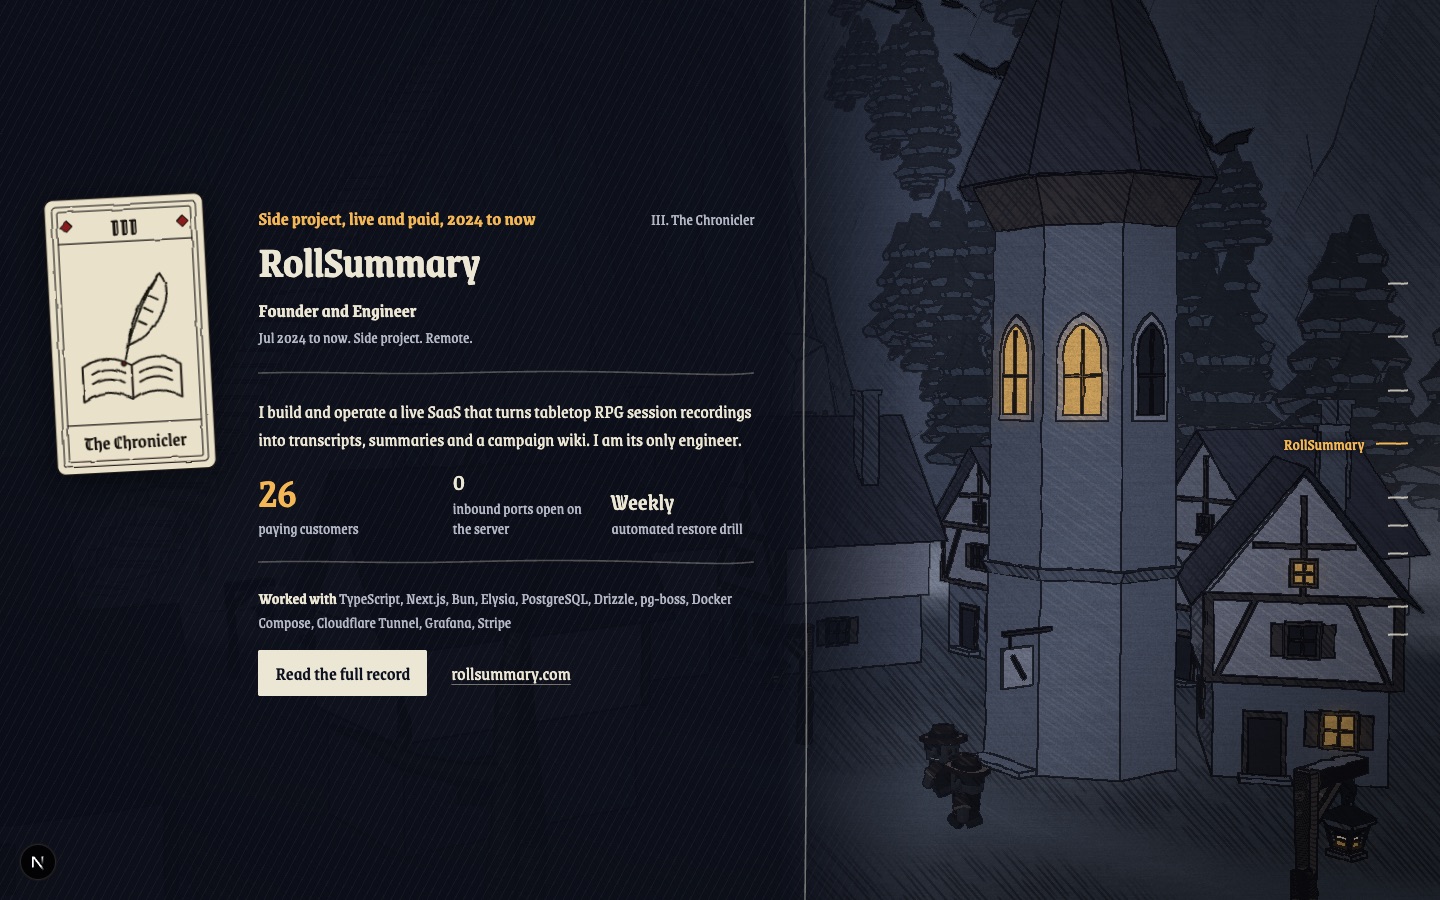 III
The Chronicler
Side project, live and paid, 2024 to now
III. The Chronicler
RollSummary
Founder and Engineer
Jul 2024 to now. Side project. Remote.
I build and operate a live SaaS that turns tabletop RPG session recordings
into transcripts, summaries and a campaign wiki. I am its only engineer.
26
paying customers
0
inbound ports open on
the server
Weekly
automated restore drill
Worked with TypeScript, Next.js, Bun, Elysia, PostgreSQL, Drizzle, pg-boss, Docker
Compose, Cloudflare Tunnel, Grafana, Stripe
Read the full record
rollsummary.com
RollSummary
N